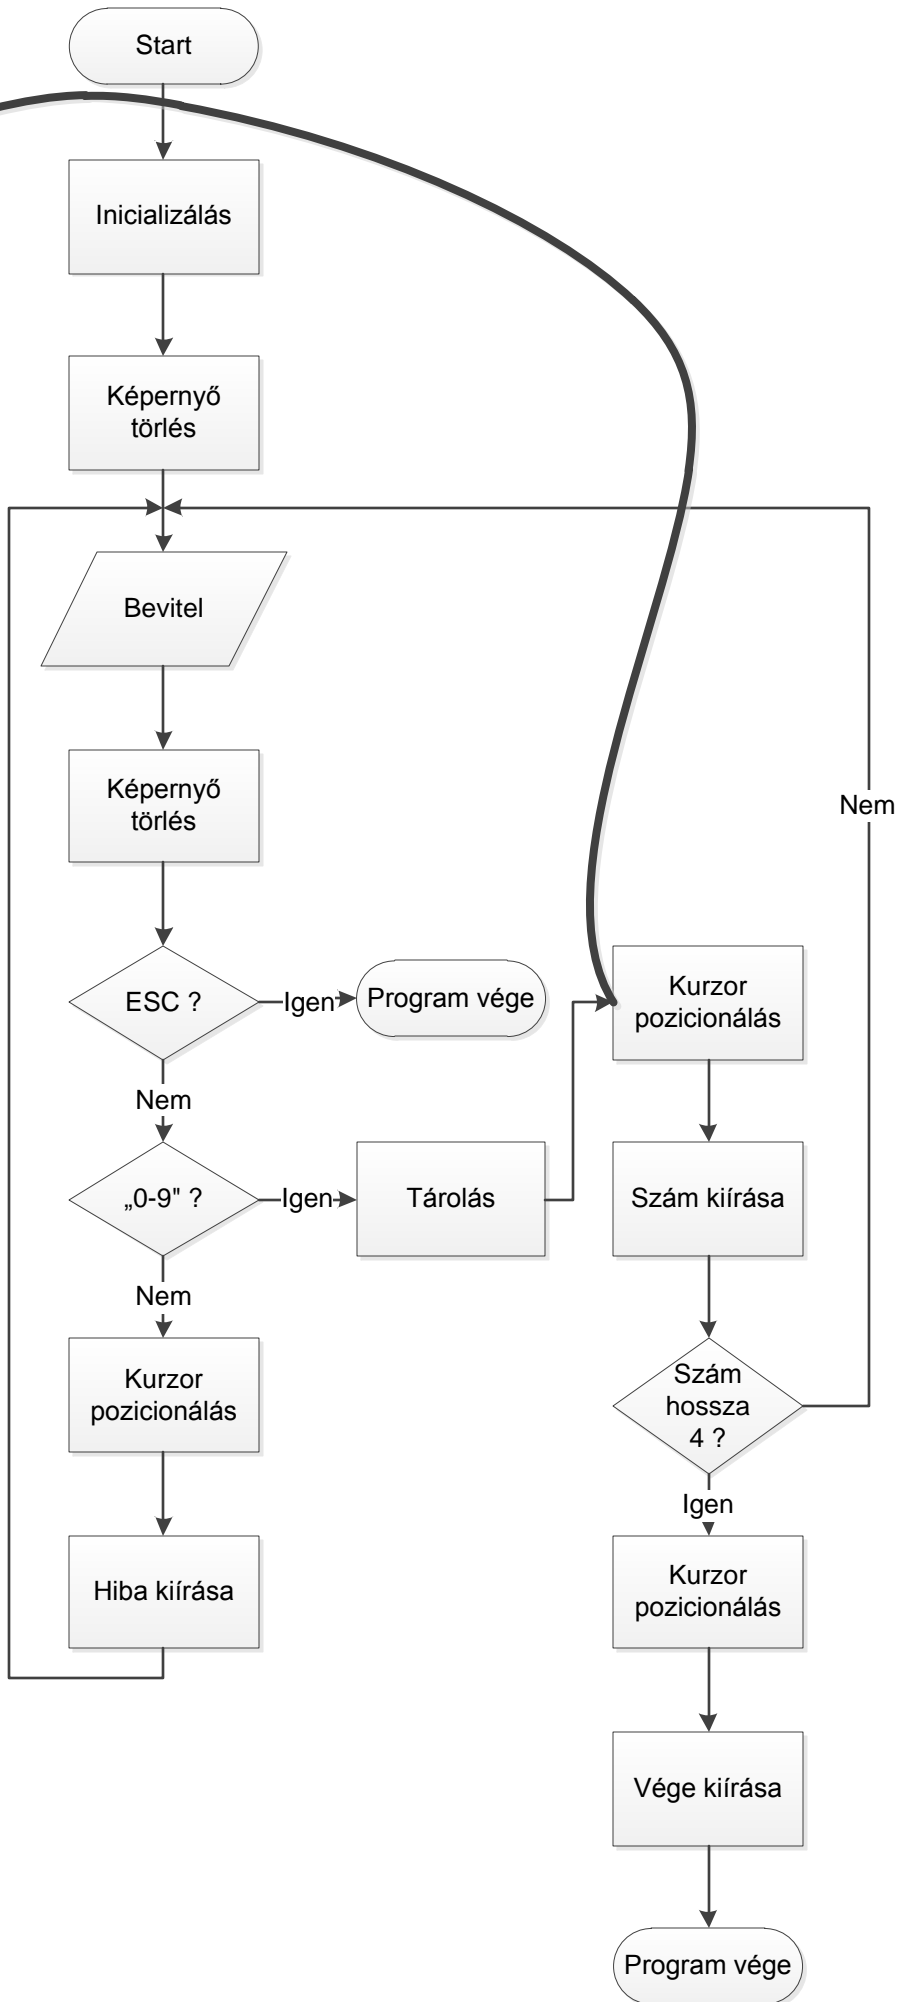 Start
Inicializálás
Képernyő
törlés
Bevitel
Képernyő
törlés
Nem
ESC ?
Igen
Program vége
Kurzor
pozicionálás
Nem
„0-9" ?
Igen
Tárolás
Szám kiírása
Nem
Kurzor
pozicionálás
Szám
hossza
4 ?
Igen
Hiba kiírása
Kurzor
pozicionálás
Vége kiírása
Program vége